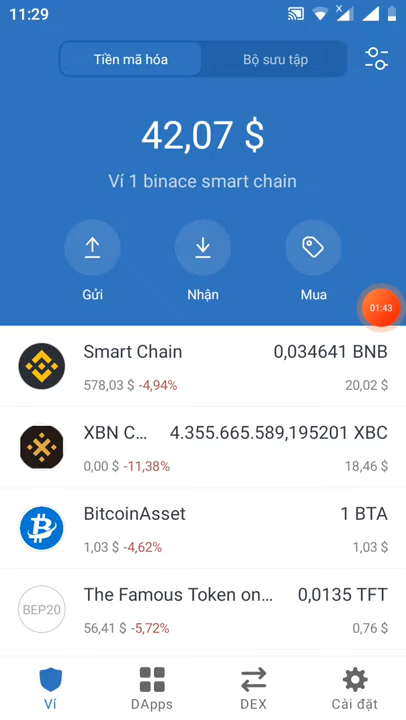 11:29
Tiền mã hóa
Bộ sưu tập
42,07 $
Ví 1 binace smart chain
Gửi
Nhận
Mua
01:43
Smart Chain 0,034641 BNB
578,03 $ -4,94% 20,02 $
XBN C... 4.355.665.589,195201 XBC
0,00 $ -11,38% 18,46 $
BitcoinAsset 1 BTA
1,03 $ -4,62% 1,03 $
BEP20
The Famous Token on... 0,0135 TFT
56,41 $ -5,72% 0,76 $
Ví
DApps
DEX
Cài đặt